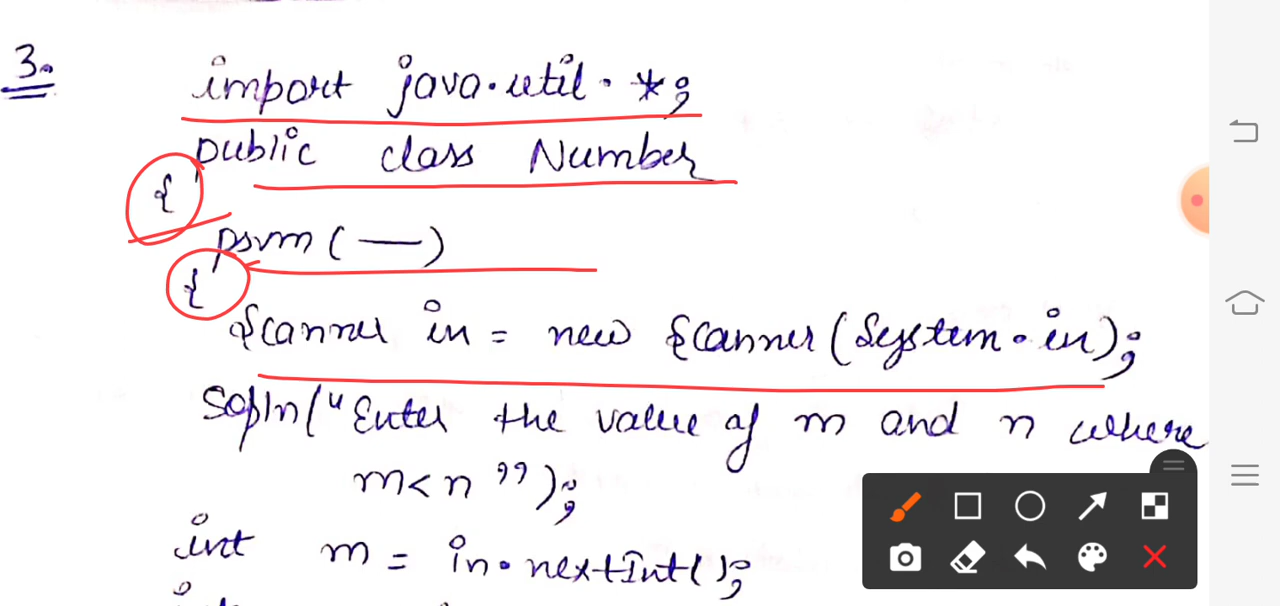 3.
import java.util.*;
public class Number
{
psvm(—)
{
Scanner in = new Scanner(System.in);
sopln("Enter the value of m and n where
m<n");
int m = in.nextInt();